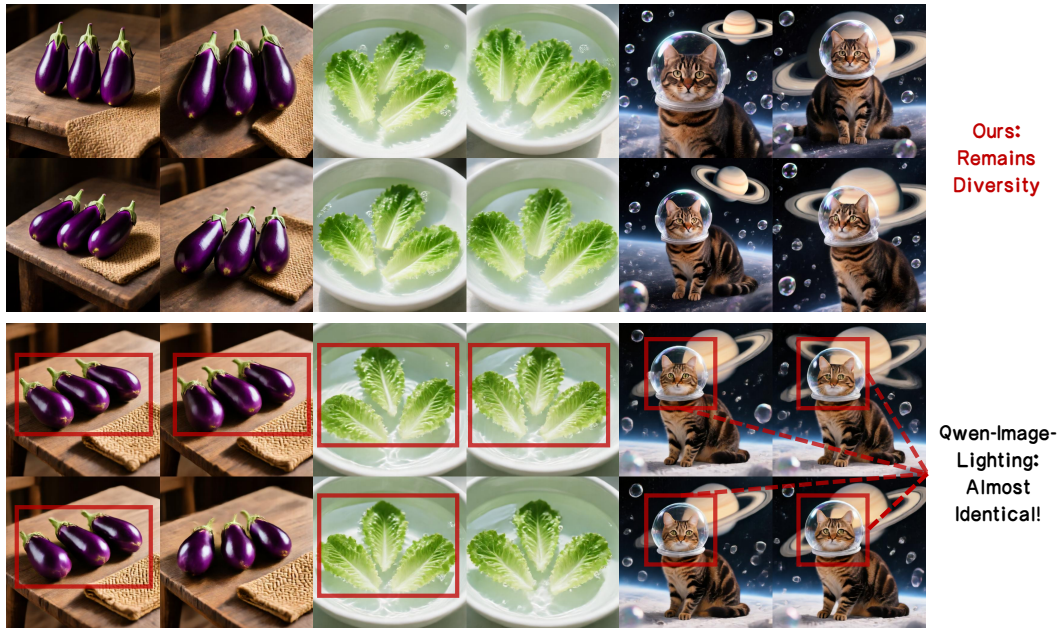 Ours:
Remains
Diversity
Qwen-Image-
Lighting:
Almost
Identical!